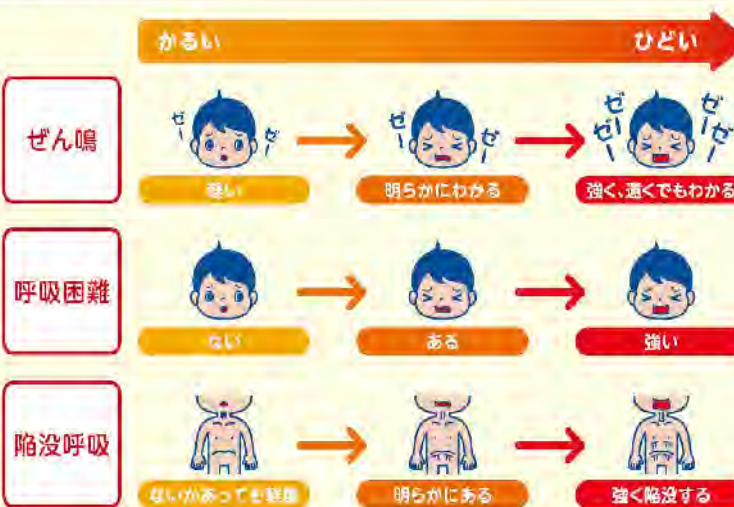 かるい ひどい
ぜん鳴
ゼー ゼー ゼー ゼー ゼー ゼー ゼー ゼー
軽い 明らかにわかる 強く、遠くでもわかる
呼吸困難
ない ある 強い
陥没呼吸
ないがあっても軽度 明らかにある 強く陥没する